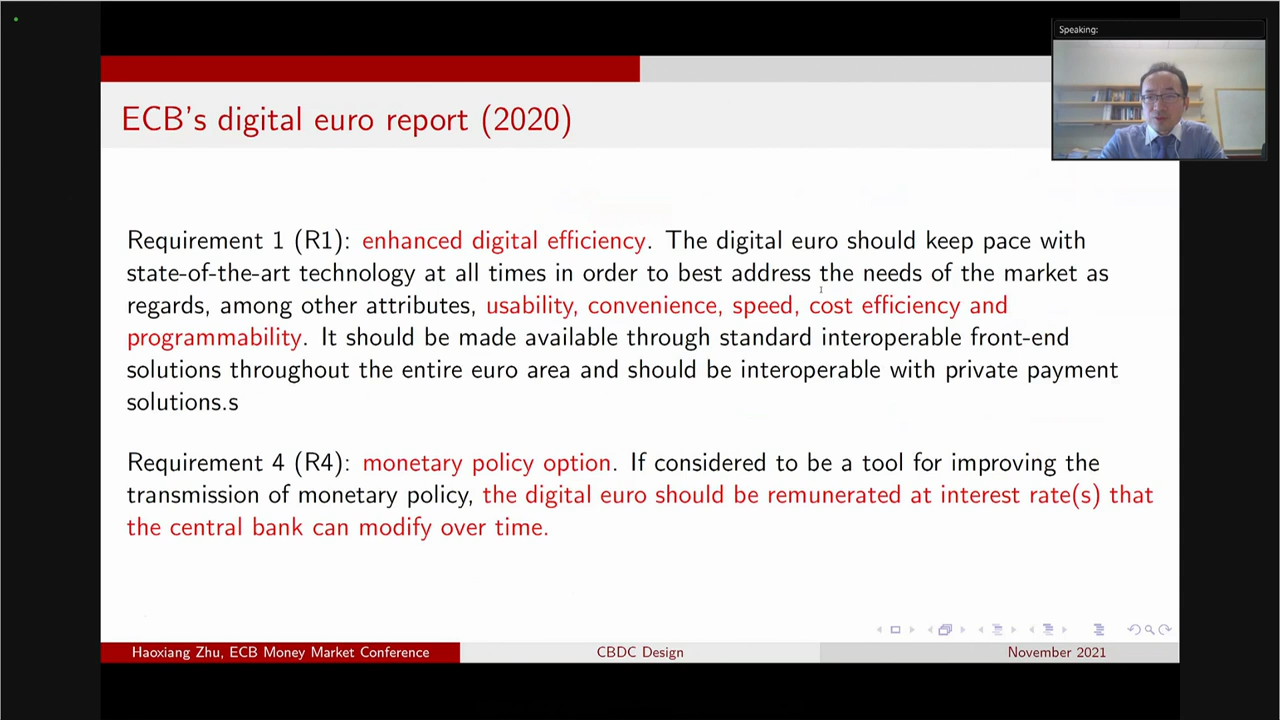 Speaking:
ECB's digital euro report (2020)
Requirement 1 (R1): enhanced digital efficiency. The digital euro should keep pace with
state-of-the-art technology at all times in order to best address the needs of the market as
regards, among other attributes, usability, convenience, speed, cost efficiency and
programmability. It should be made available through standard interoperable front-end
solutions throughout the entire euro area and should be interoperable with private payment
solutions.s
Requirement 4 (R4): monetary policy option. If considered to be a tool for improving the
transmission of monetary policy, the digital euro should be remunerated at interest rate(s) that
the central bank can modify over time.
Haoxiang Zhu, ECB Money Market Conference
CBDC Design
November 2021